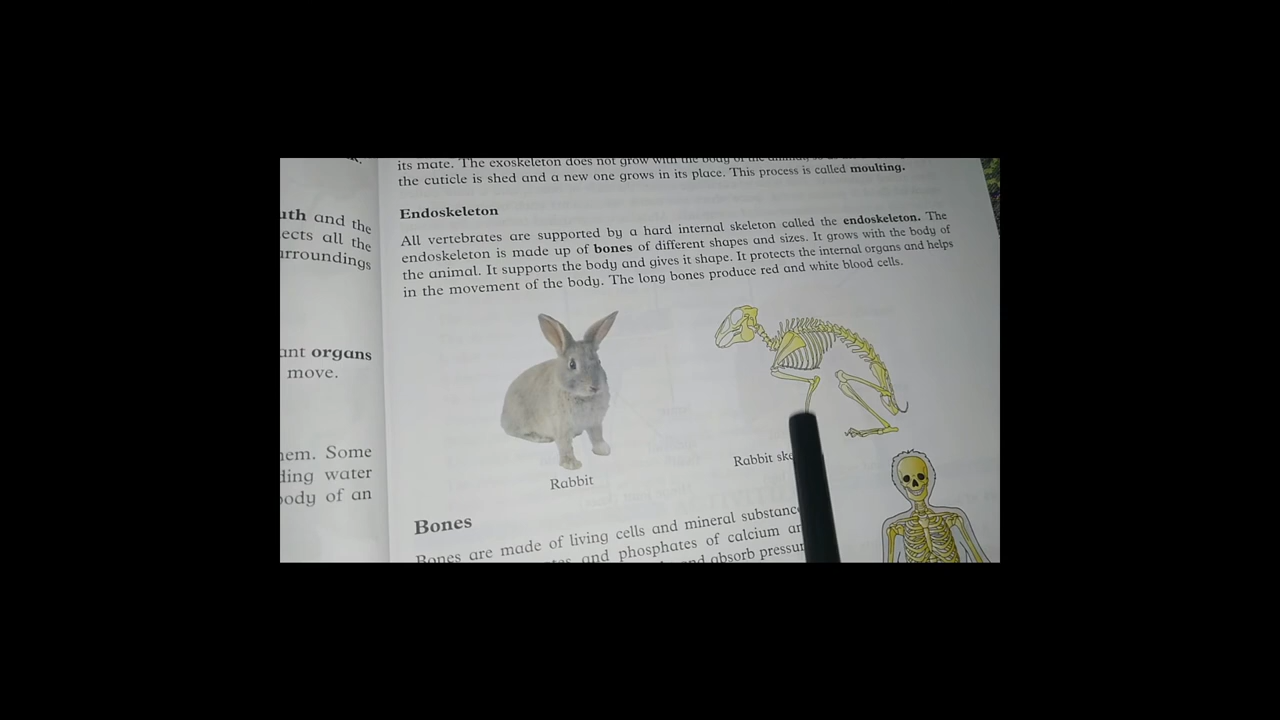 uth and the
ects all the
rroundings
ant organs
move.
hem. Some
ding water
body of an
its mate. The exoskeleton does not grow with the body of the animal,
the cuticle is shed and a new one grows in its place. This process is called moulting.
Endoskeleton
All vertebrates are supported by a hard internal skeleton called the endoskeleton. The
endoskeleton is made up of bones of different shapes and sizes. It grows with the body of
the animal. It supports the body and gives it shape. It protects the internal organs and helps
in the movement of the body. The long bones produce red and white blood cells.
Rabbit
Rabbit ske
Bones
Bones are made of living cells and mineral substanc
and phosphates of calcium an
and absorb pressur